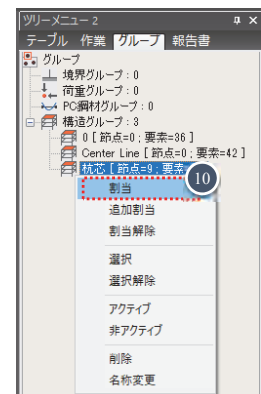 ツリーメニュー 2
テーブル 作業 グループ 報告書
グループ
境界グループ : 0
荷重グループ : 0
PC鋼材グループ : 0
構造グループ : 3
0 [ 節点=0 ; 要素=36 ]
Center Line [ 節点=0 ; 要素=42 ]
杭芯 [ 節点=9 ; 要素
10
割当
追加割当
割当解除
選択
選択解除
アクティブ
非アクティブ
削除
名称変更